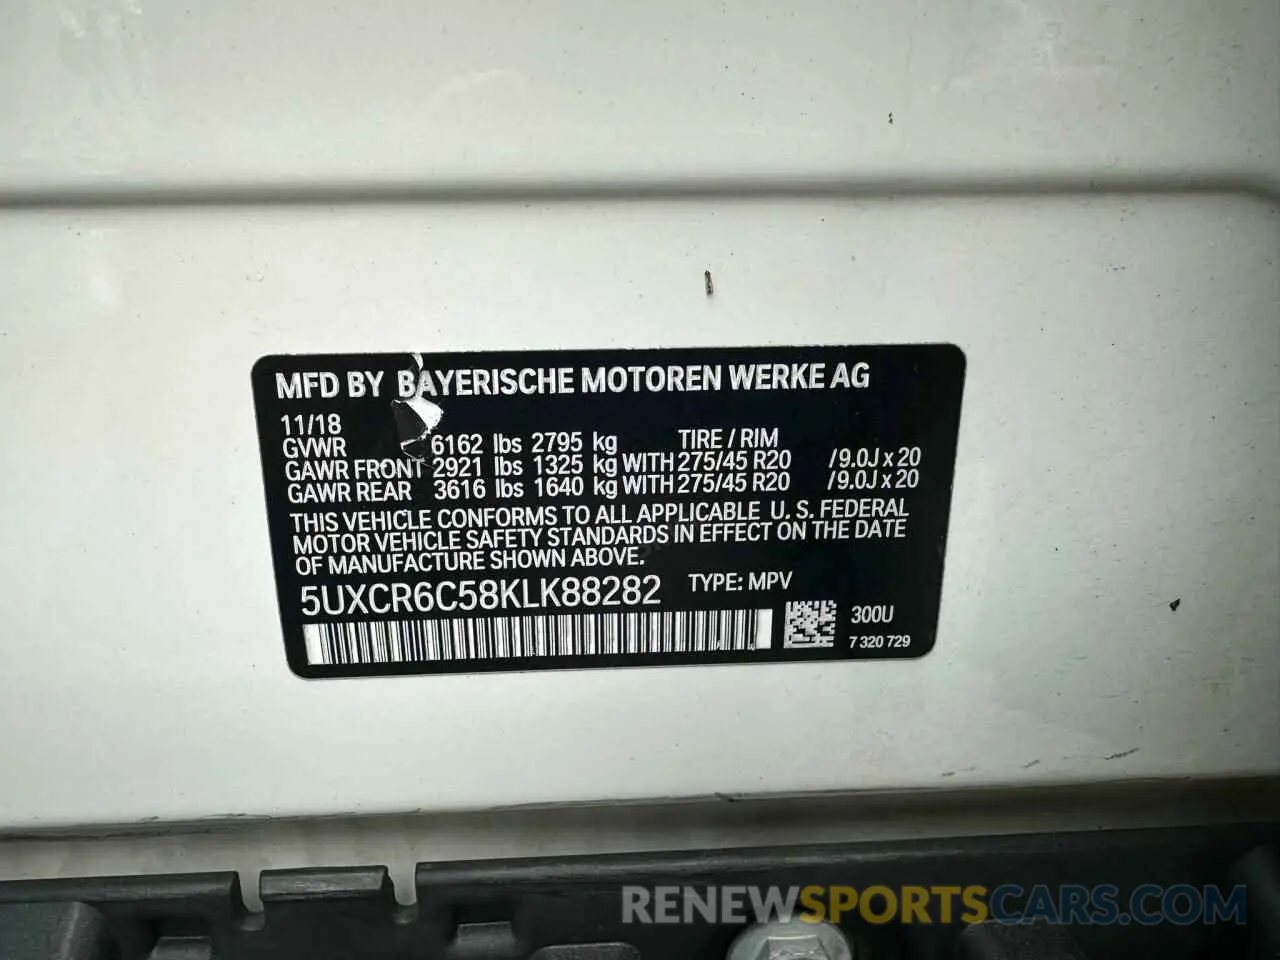 MFD BY BAYERISCHE MOTOREN WERKE AG
11/18
GVWR 6162 lbs 2795 kg TIRE / RIM
GAWR FRONT 2921 lbs 1325 kg WITH 275/45 R20 /9.0J x 20
GAWR REAR 3616 lbs 1640 kg WITH 275/45 R20 /9.0J x 20
THIS VEHICLE CONFORMS TO ALL APPLICABLE U. S. FEDERAL
MOTOR VEHICLE SAFETY STANDARDS IN EFFECT ON THE DATE
OF MANUFACTURE SHOWN ABOVE.
5UXCR6C58KLK88282 TYPE: MPV
300U
7 320 729
RENEWSPORTSCARS.COM